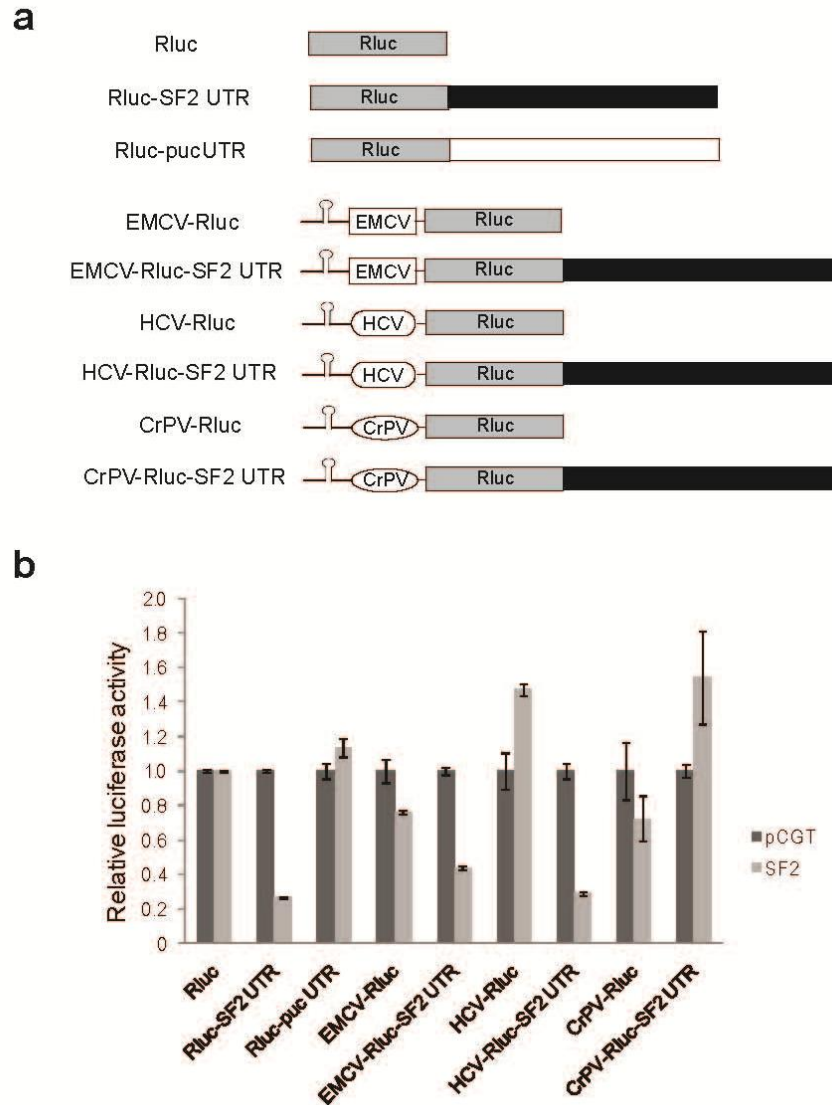 a
Rluc Rluc
Rluc-SF2 UTR Rluc
Rluc-pucUTR Rluc
EMCV-Rluc EMCV Rluc
EMCV-Rluc-SF2 UTR EMCV Rluc
HCV-Rluc HCV Rluc
HCV-Rluc-SF2 UTR HCV Rluc
CrPV-Rluc CrPV Rluc
CrPV-Rluc-SF2 UTR CrPV Rluc
b
Relative luciferase activity
2.0
1.8
1.6
1.4
1.2
1.0
0.8
0.6
0.4
0.2
0
pCGT
SF2
Rluc
Rluc-SF2 UTR
Rluc-puc UTR
EMCV-Rluc
EMCV-Rluc-SF2 UTR
HCV-Rluc
HCV-Rluc-SF2 UTR
CrPV-Rluc
CrPV-Rluc-SF2 UTR